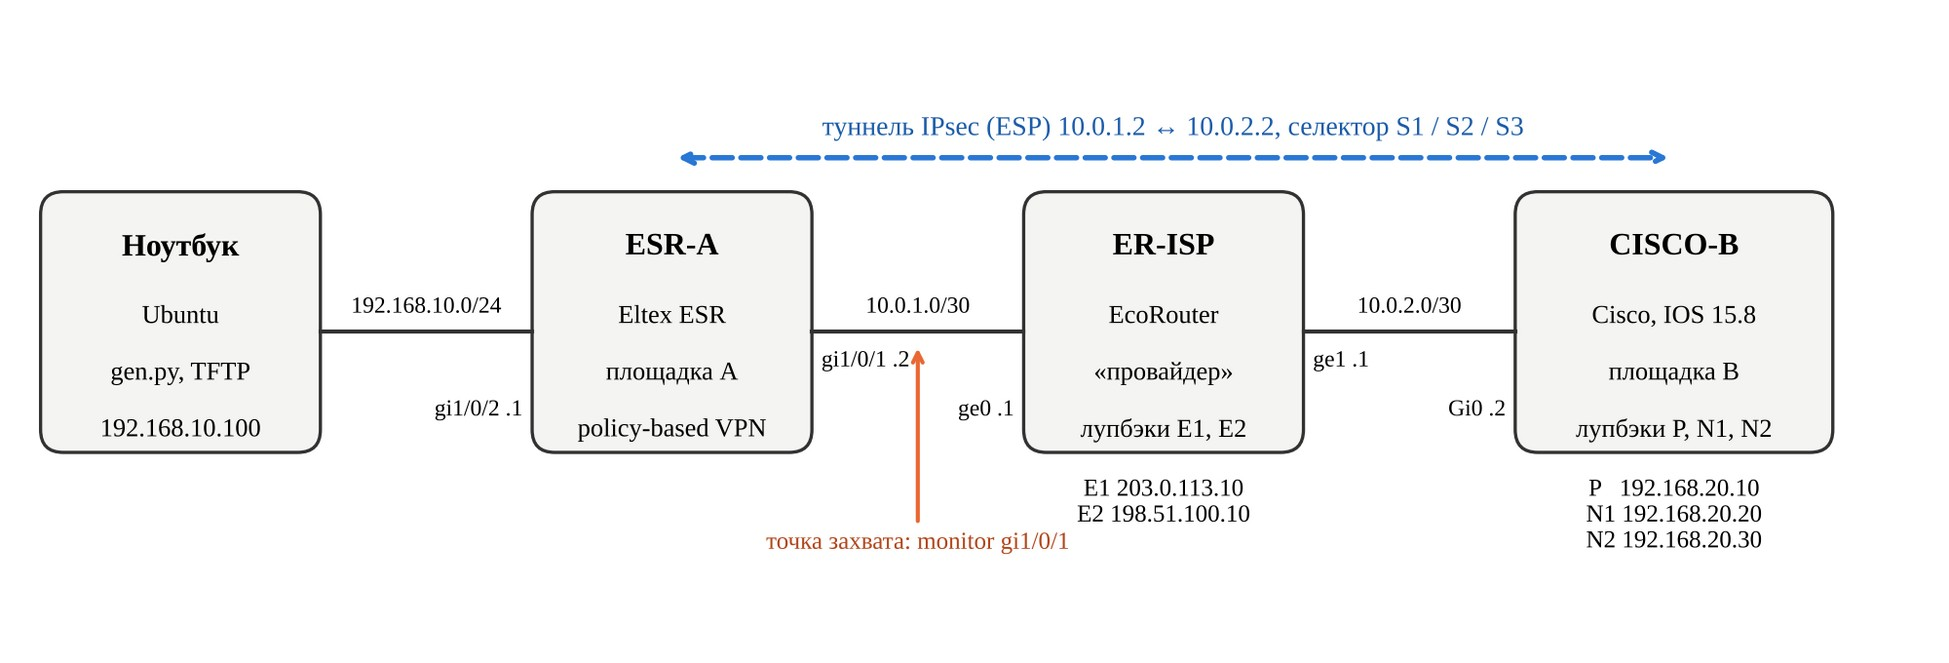 туннель IPsec (ESP) 10.0.1.2 ↔ 10.0.2.2, селектор S1 / S2 / S3
Ноутбук
Ubuntu
gen.py, TFTP
192.168.10.100
192.168.10.0/24
gi1/0/2 .1
ESR-A
Eltex ESR
площадка A
policy-based VPN
10.0.1.0/30
gi1/0/1 .2
ge0 .1
точка захвата: monitor gi1/0/1
ER-ISP
EcoRouter
«провайдер»
лупбэки E1, E2
E1 203.0.113.10
E2 198.51.100.10
10.0.2.0/30
ge1 .1
Gi0 .2
CISCO-B
Cisco, IOS 15.8
площадка B
лупбэки P, N1, N2
P 192.168.20.10
N1 192.168.20.20
N2 192.168.20.30